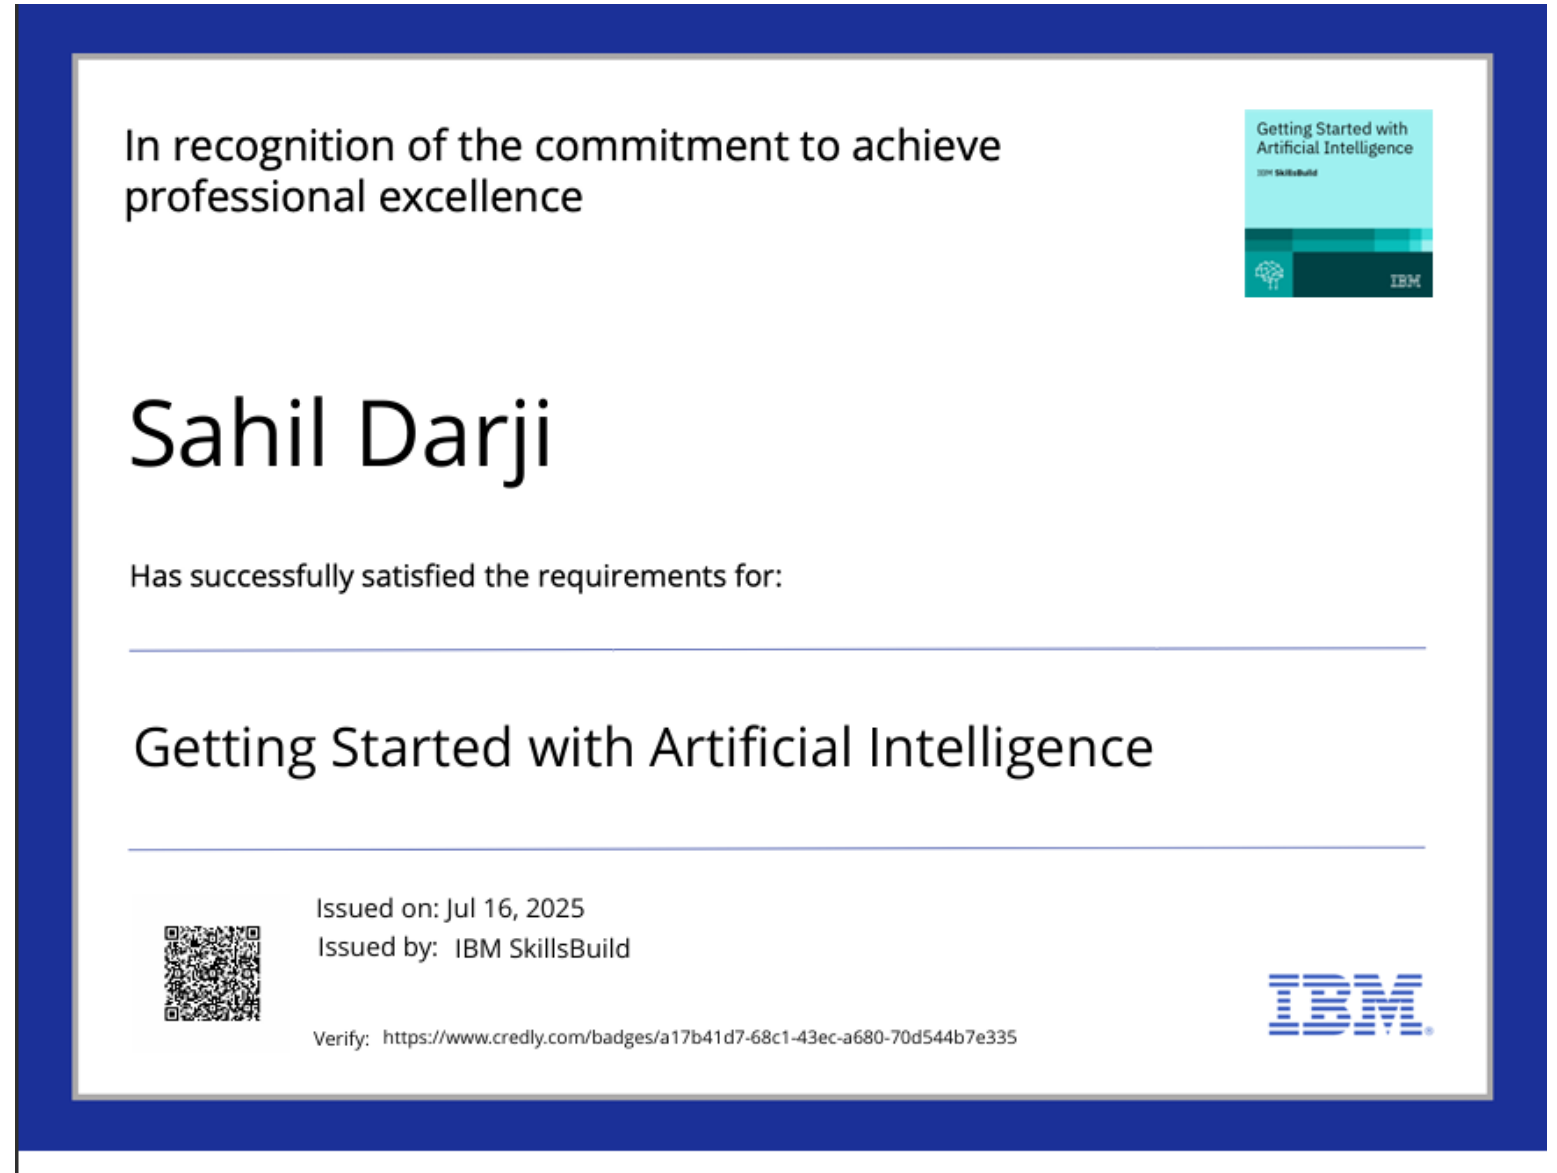 In recognition of the commitment to achieve
professional excellence
Getting Started with
Artificial Intelligence
IBM SkillsBuild
IBM
Sahil Darji
Has successfully satisfied the requirements for:
Getting Started with Artificial Intelligence
Issued on: Jul 16, 2025
Issued by: IBM SkillsBuild
Verify: https://www.credly.com/badges/a17b41d7-68c1-43ec-a680-70d544b7e335
IBM®